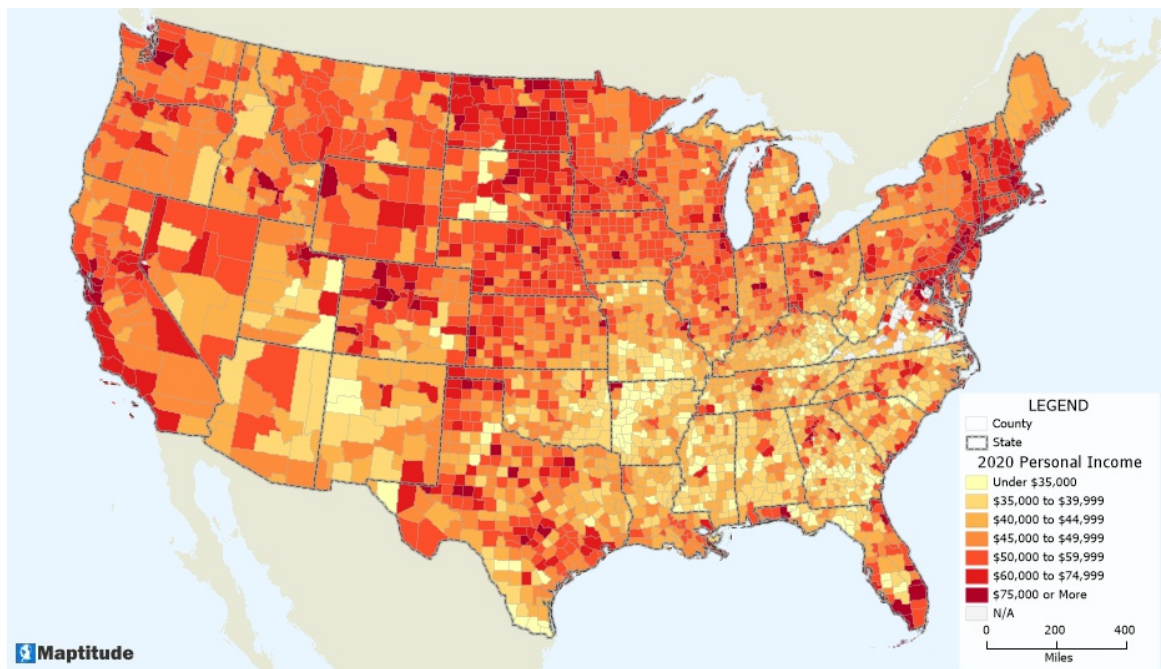 LEGEND
County
State
2020 Personal Income
Under $35,000
$35,000 to $39,999
$40,000 to $44,999
$45,000 to $49,999
$50,000 to $59,999
$60,000 to $74,999
$75,000 or More
N/A
0 200 400
Miles
Maptitude